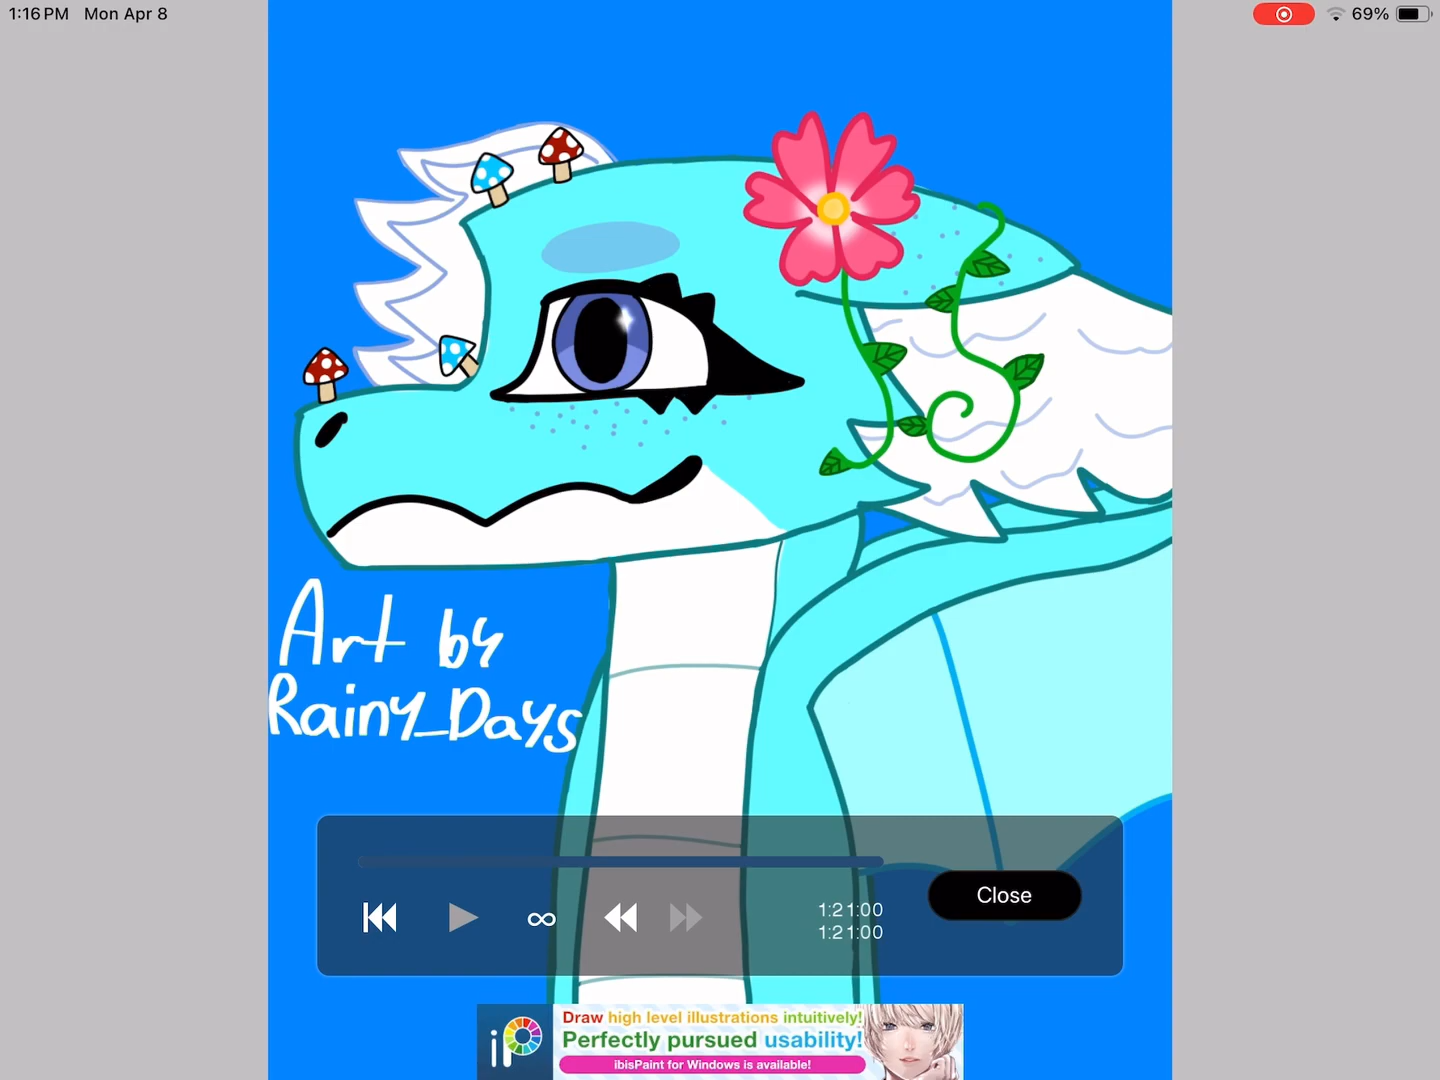 1:16 PM Mon Apr 8
69%
Art by
Rainy_Days
1:21:00
1:21:00
Close
iP
Draw high level illustrations intuitively!
Perfectly pursued usability!
ibisPaint for Windows is available!